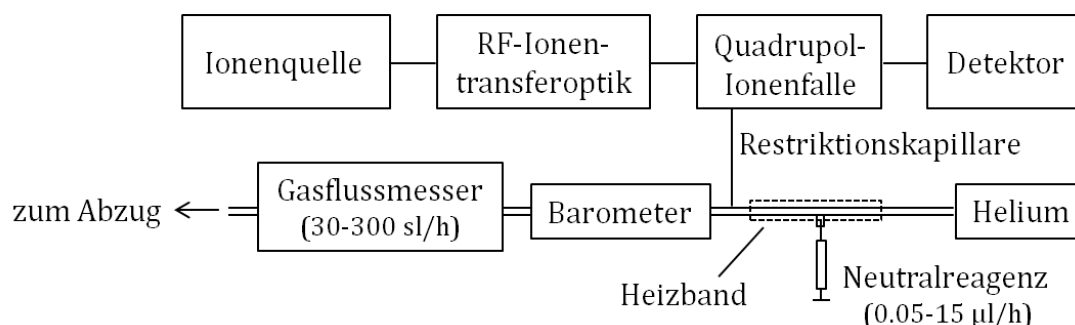 Ionenquelle
RF-Ionen-
transferoptik
Quadrupol-
Ionenfalle
Detektor
Restriktionskapillare
zum Abzug
Gasflussmesser
(30-300 sl/h)
Barometer
Helium
Heizband
Neutralreagenz
(0.05-15 µl/h)